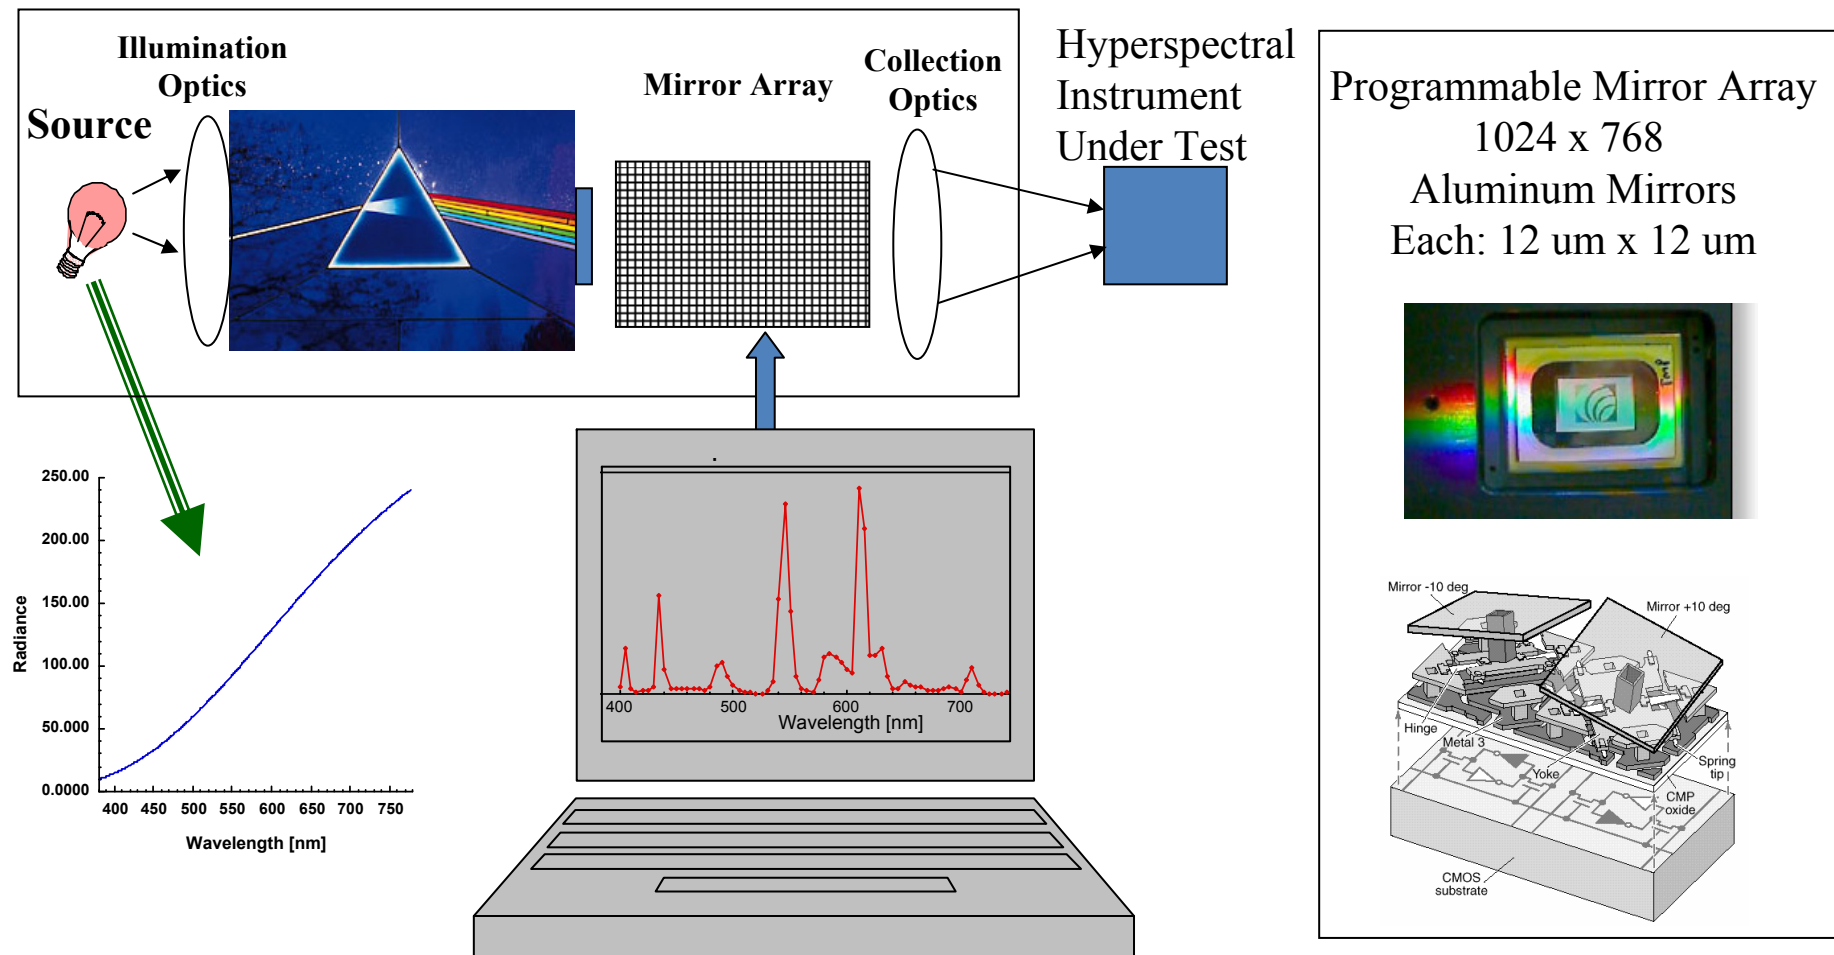 Illumination
Optics
Source
Mirror Array
Collection
Optics
Hyperspectral
Instrument
Under Test
Programmable Mirror Array
1024 x 768
Aluminum Mirrors
Each: 12 um x 12 um
250.00
200.00
150.00
100.00
50.000
0.0000
Radiance
400 450 500 550 600 650 700 750
Wavelength [nm]
400 500 600 700
Wavelength [nm]
Mirror -10 deg
Mirror +10 deg
Hinge
Metal 3
Yoke
Spring
tip
CMP
oxide
CMOS
substrate